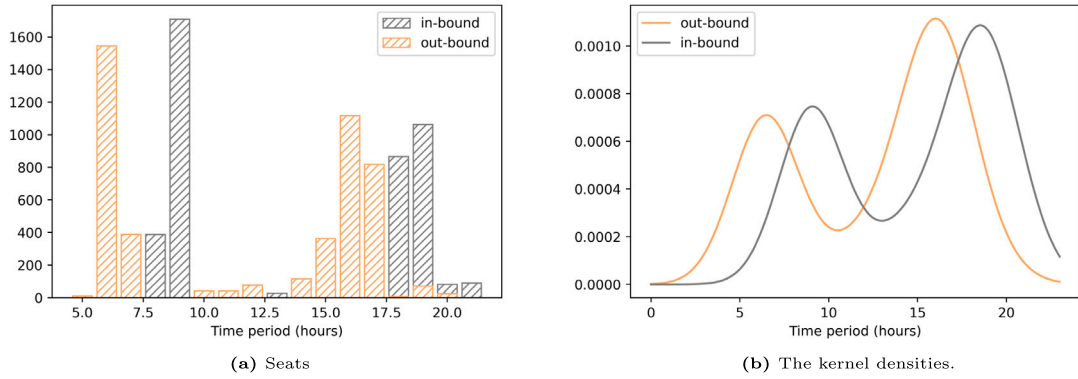 in-bound
out-bound
1600
1400
1200
1000
800
600
400
200
0
5.0 7.5 10.0 12.5 15.0 17.5 20.0
Time period (hours)
(a) Seats
out-bound
in-bound
0.0010
0.0008
0.0006
0.0004
0.0002
0.0000
0 5 10 15 20
Time period (hours)
(b) The kernel densities.